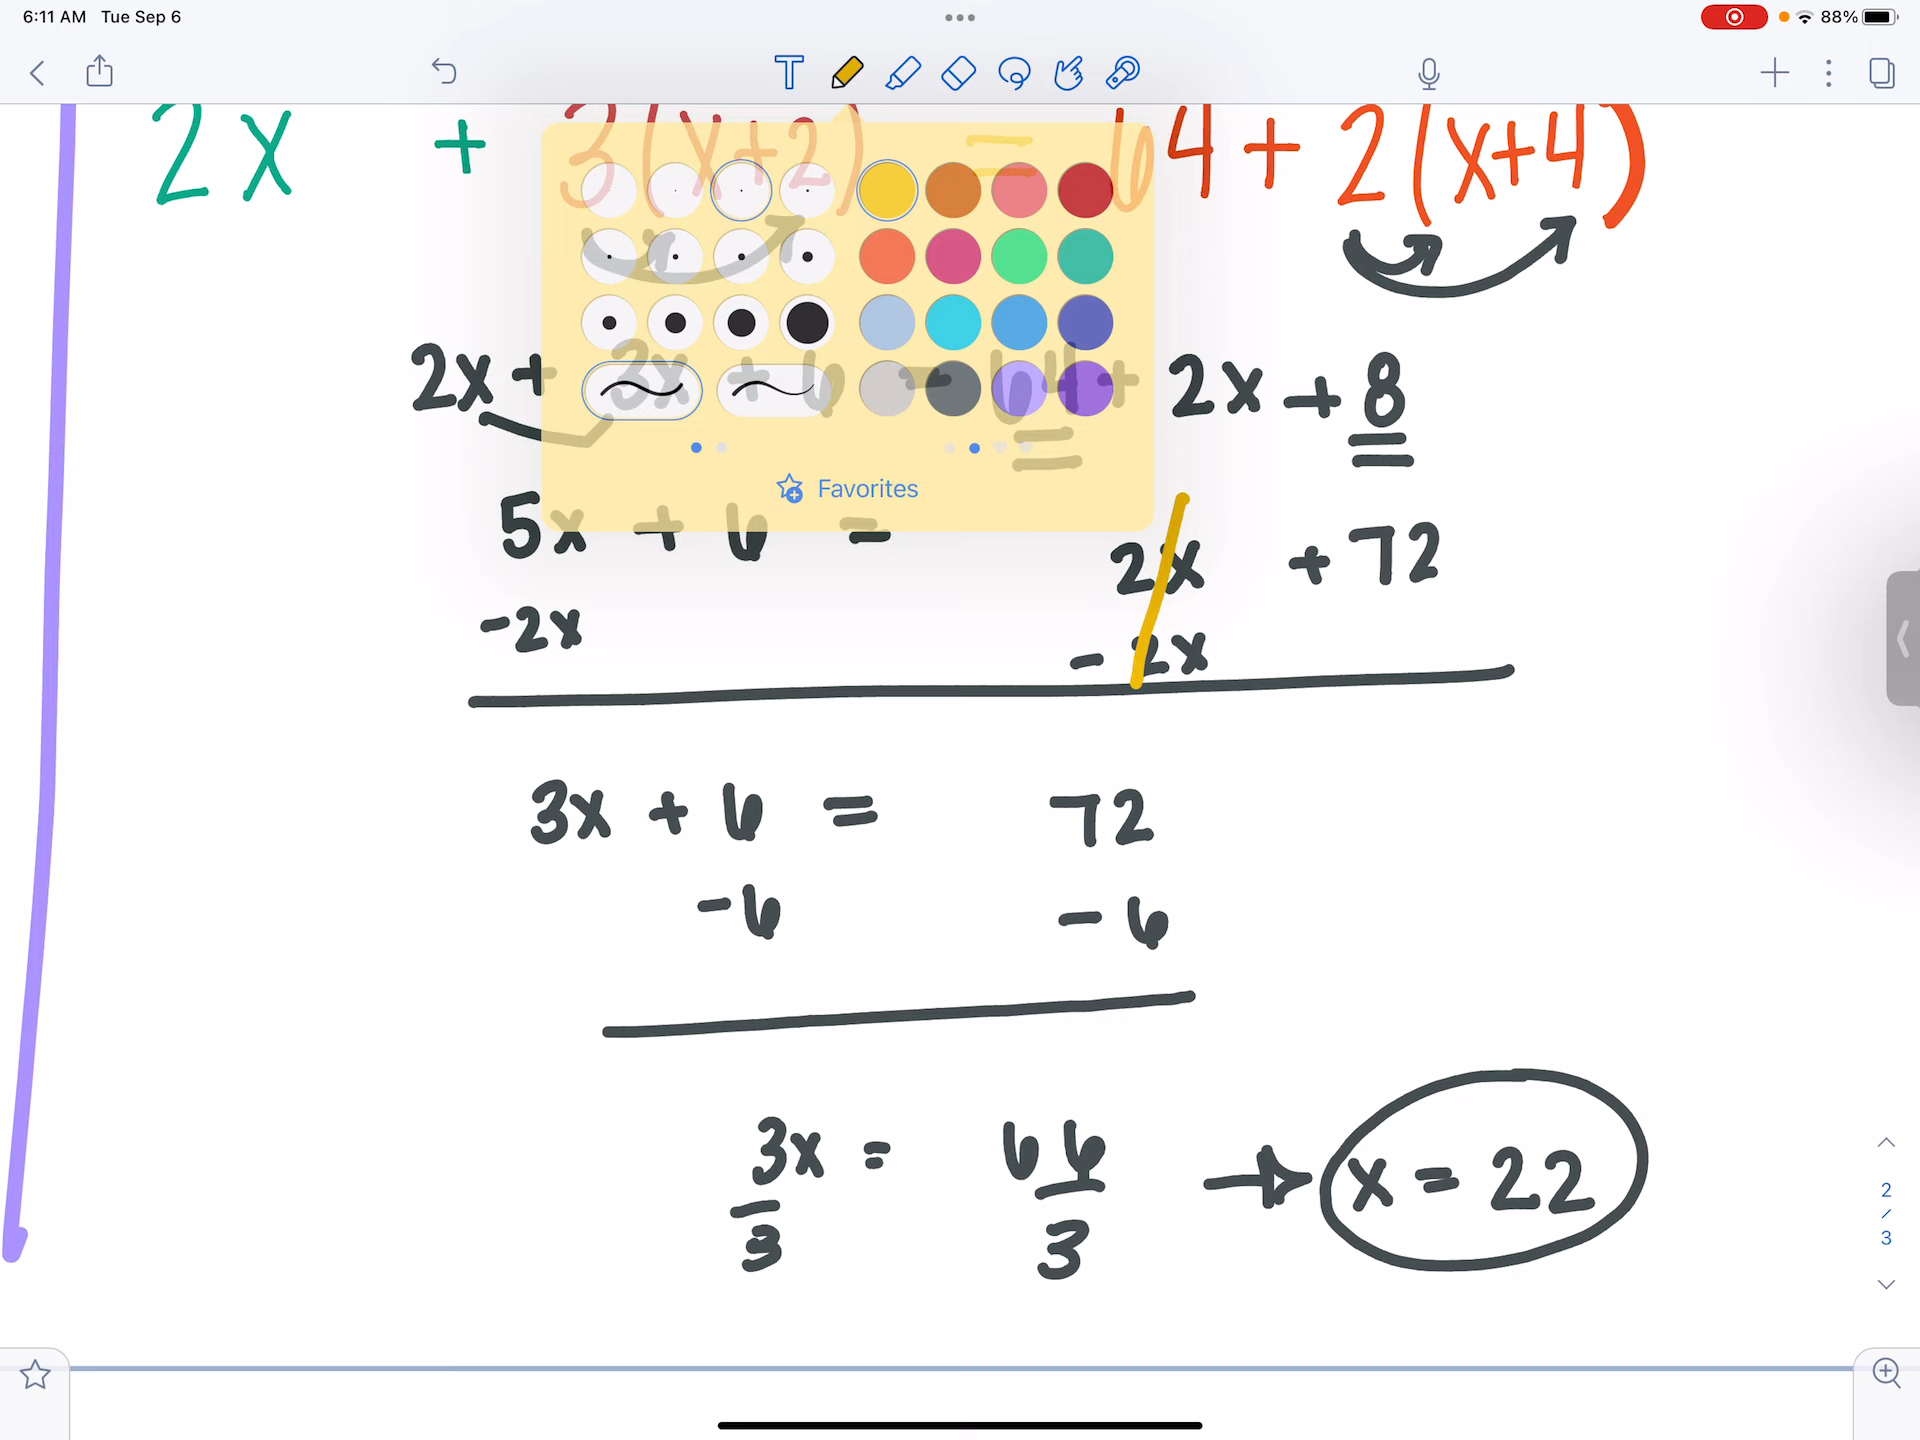 6:11 AM Tue Sep 6
88%
2x + 3(x+2) = 64 + 2(x+4)
2x + 3x + 6 = 64 + 2x + 8
Favorites
5x + 6 = 2x + 72
-2x - 2x
3x + 6 = 72
-6 - 6
3x = 66 → x = 22
3 3
2
/
3